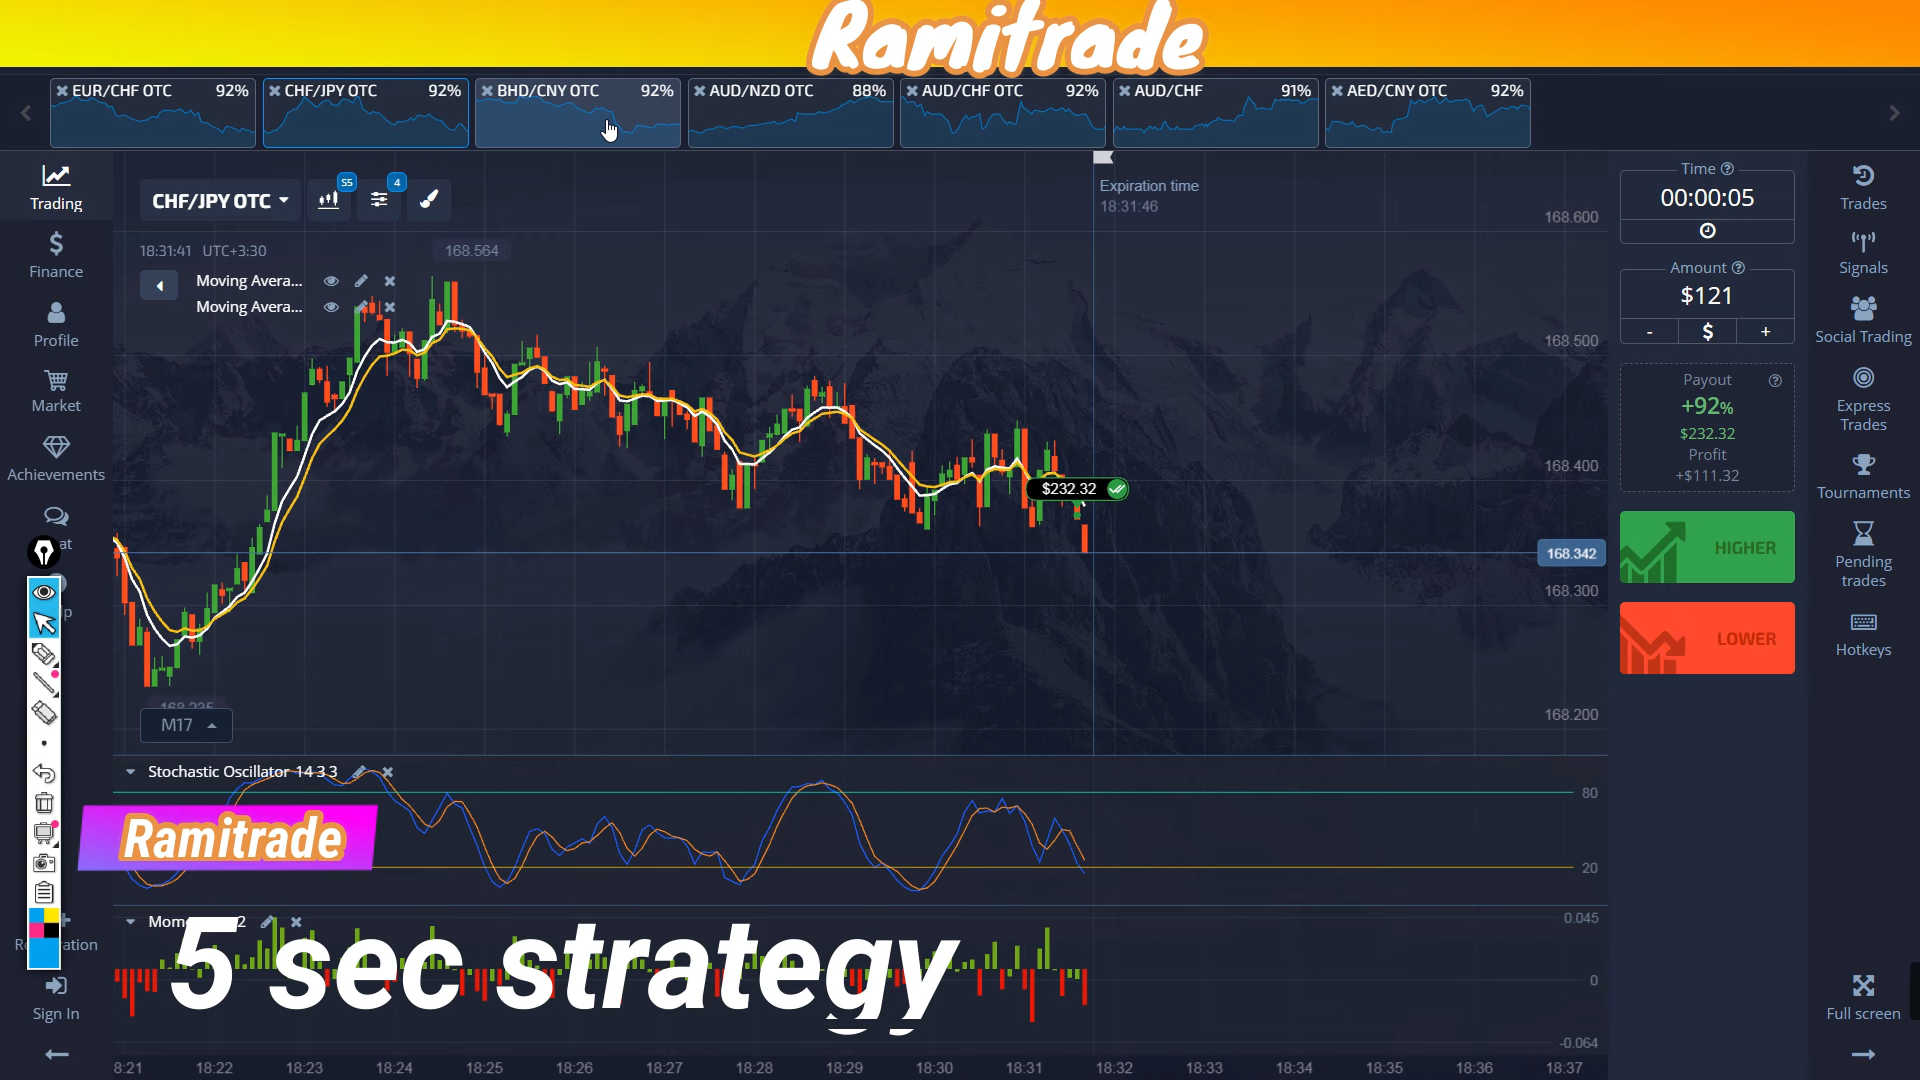 Ramitrade
EUR/CHF OTC 92%
CHF/JPY OTC 92%
BHD/CNY OTC 92%
AUD/NZD OTC 88%
AUD/CHF OTC 92%
AUD/CHF 91%
AED/CNY OTC 92%
Trading
Finance
Profile
Market
Achievements
at
p
ation
Sign In
CHF/JPY OTC
S5
4
18:31:41 UTC+3:30
168.564
Moving Avera...
Moving Avera...
Expiration time
18:31:46
168.600
168.500
168.400
168.342
168.300
168.200
$232.32
168.235
M17
Stochastic Oscillator 14 3 3
80
20
Ramitrade
Mom
2
0.045
0
-0.064
5 sec strategy
8:21 18:22 18:23 18:24 18:25 18:26 18:27 18:28 18:29 18:30 18:31 18:32 18:33 18:34 18:35 18:36 18:37
Time
00:00:05
Amount
$121
- $ +
Payout
+92%
$232.32
Profit
+$111.32
HIGHER
LOWER
Trades
Signals
Social Trading
Express
Trades
Tournaments
Pending
trades
Hotkeys
Full screen